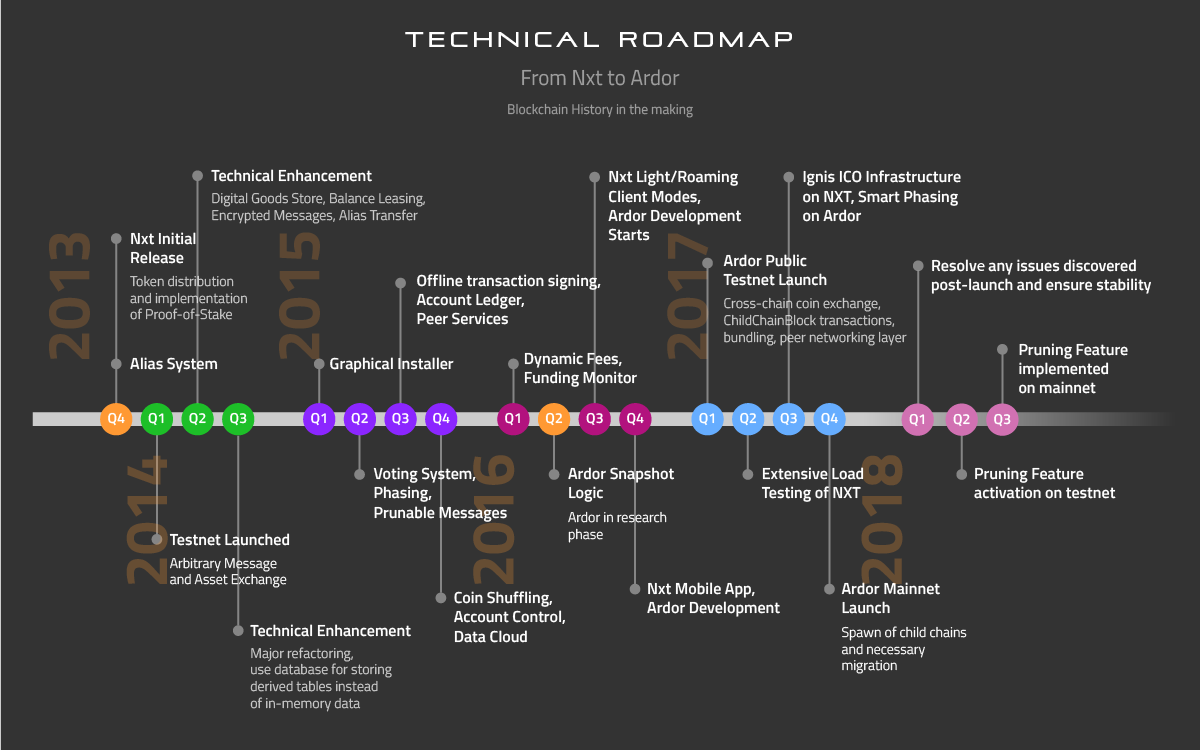 TECHNICAL ROADMAP
From Nxt to Ardor
Blockchain History in the making
2013
Nxt Initial
Release
Token distribution
and implementation
of Proof-of-Stake
Alias System
Technical Enhancement
Digital Goods Store, Balance Leasing,
Encrypted Messages, Alias Transfer
2015
Graphical Installer
Offline transaction signing,
Account Ledger,
Peer Services
Dynamic Fees,
Funding Monitor
Nxt Light/Roaming
Client Modes,
Ardor Development
Starts
2017
Ardor Public
Testnet Launch
Cross-chain coin exchange,
ChildChainBlock transactions,
bundling, peer networking layer
Ignis ICO Infrastructure
on NXT, Smart Phasing
on Ardor
Resolve any issues discovered
post-launch and ensure stability
Pruning Feature
implemented
on mainnet
Q4 Q1 Q2 Q3 Q1 Q2 Q3 Q4 Q1 Q2 Q3 Q4 Q1 Q2 Q3 Q4 Q1 Q2 Q3
2014
Testnet Launched
Arbitrary Message
and Asset Exchange
Technical Enhancement
Major refactoring,
use database for storing
derived tables instead
of in-memory data
Voting System,
Phasing,
Prunable Messages
Coin Shuffling,
Account Control,
Data Cloud
2016
Ardor Snapshot
Logic
Ardor in research
phase
Nxt Mobile App,
Ardor Development
Extensive Load
Testing of NXT
2018
Ardor Mainnet
Launch
Spawn of child chains
and necessary
migration
Pruning Feature
activation on testnet